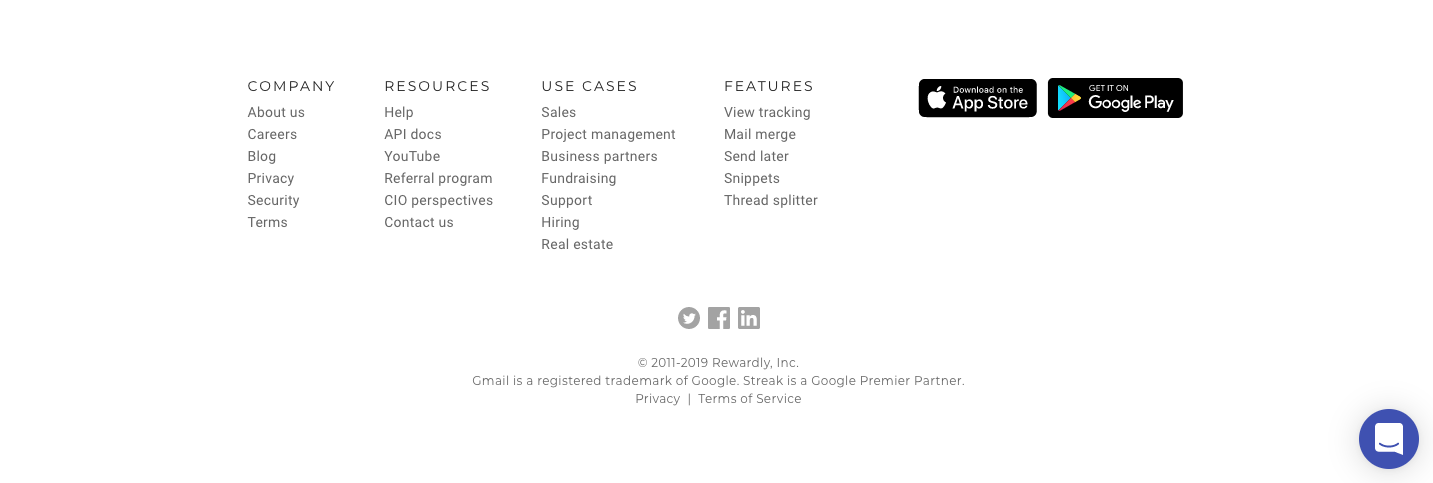 COMPANY
About us
Careers
Blog
Privacy
Security
Terms
RESOURCES
Help
API docs
YouTube
Referral program
CIO perspectives
Contact us
USE CASES
Sales
Project management
Business partners
Fundraising
Support
Hiring
Real estate
FEATURES
View tracking
Mail merge
Send later
Snippets
Thread splitter
Download on the
App Store
GET IT ON
Google Play
© 2011-2019 Rewardly, Inc.
Gmail is a registered trademark of Google. Streak is a Google Premier Partner.
Privacy | Terms of Service